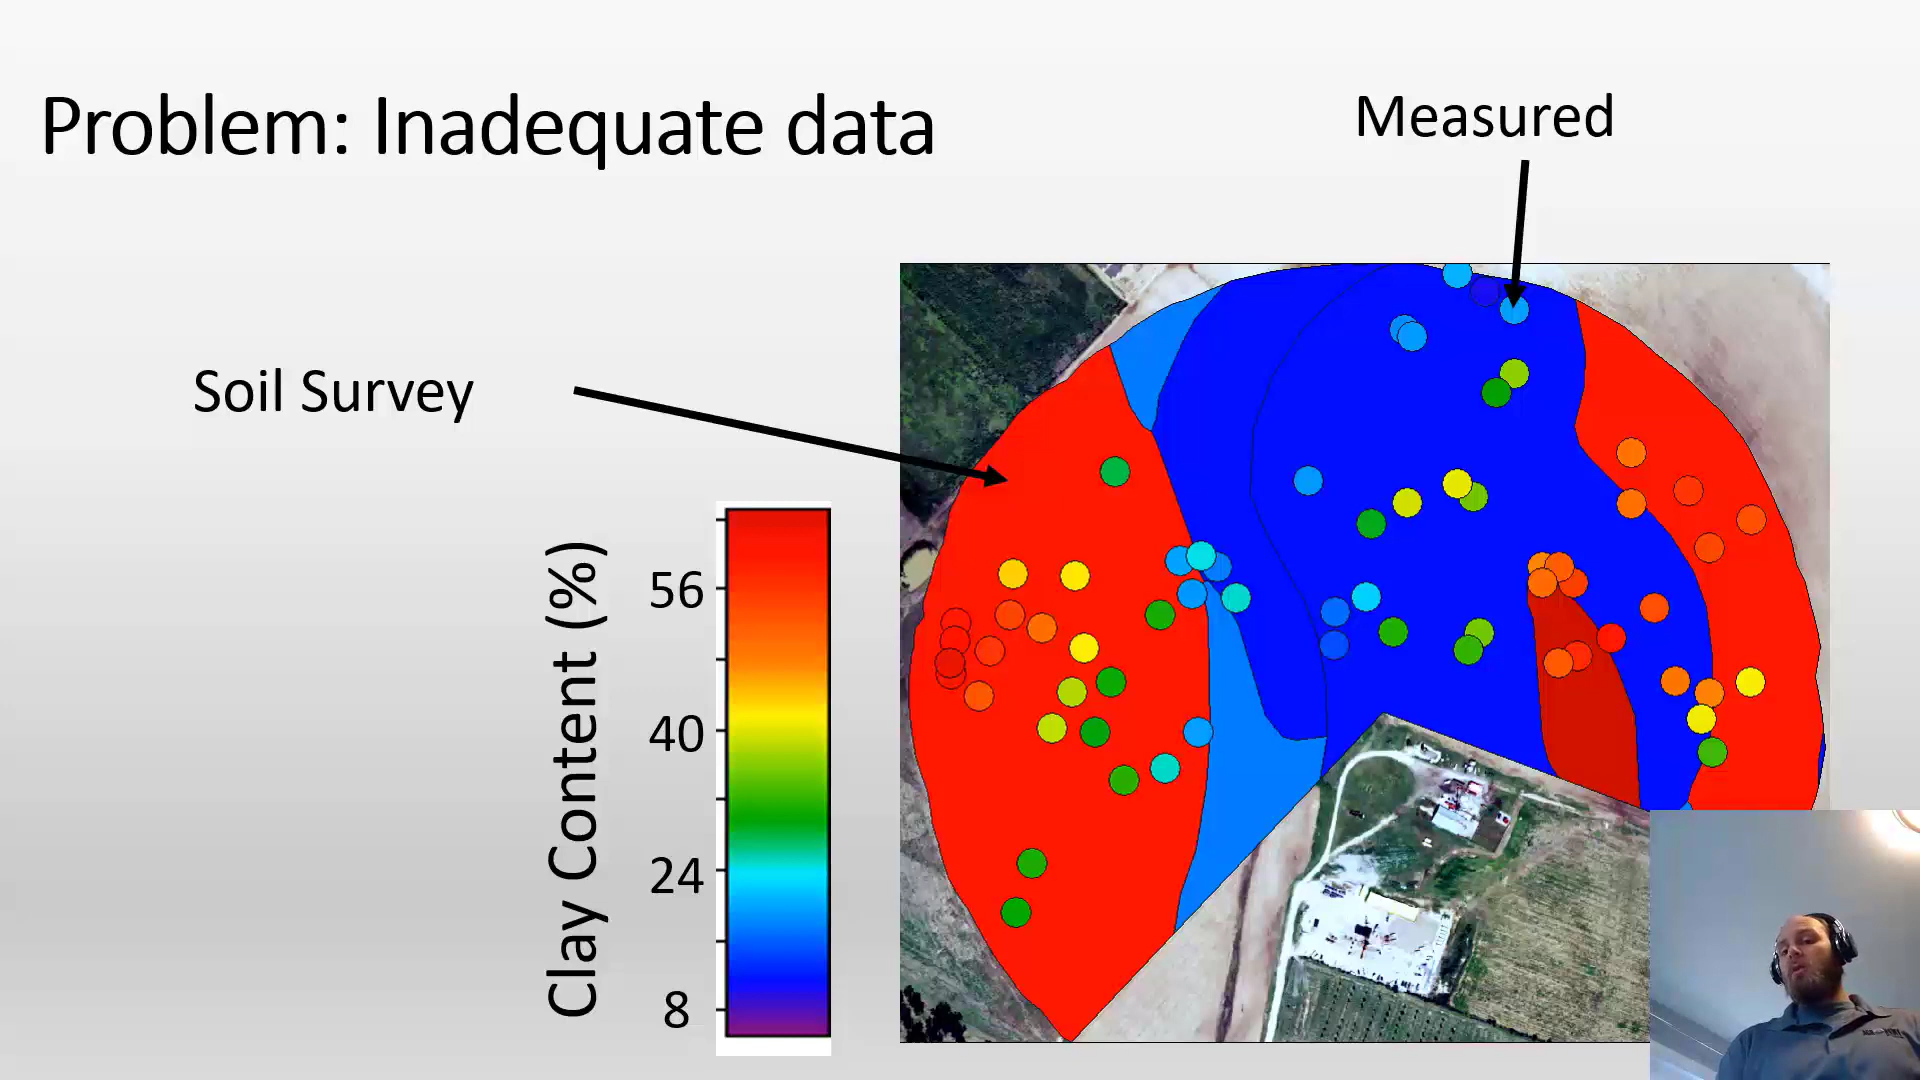 Problem: Inadequate data
Measured
Soil Survey
Clay Content (%)
56
40
24
8